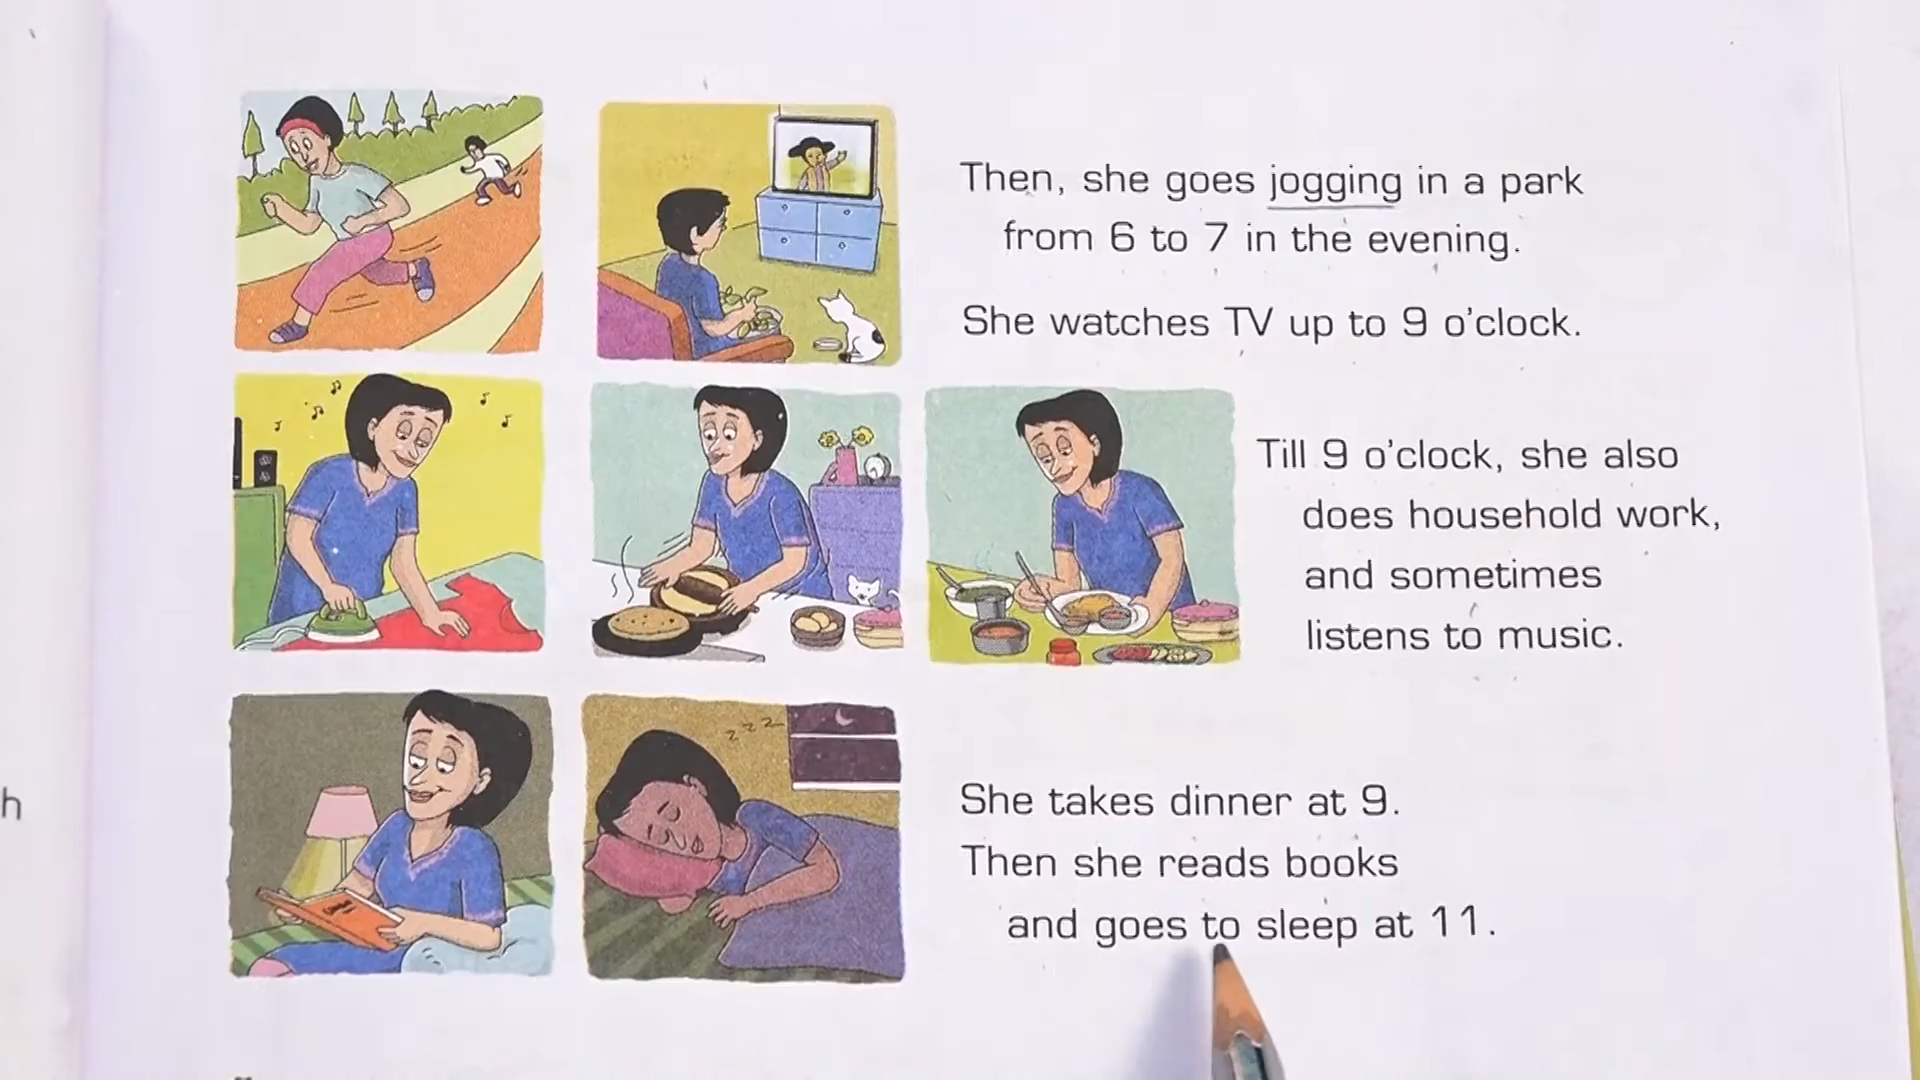 Then, she goes jogging in a park
from 6 to 7 in the evening.
She watches TV up to 9 o'clock.
Till 9 o'clock, she also
does household work,
and sometimes
listens to music.
h
z z z
She takes dinner at 9.
Then she reads books
and goes to sleep at 11.